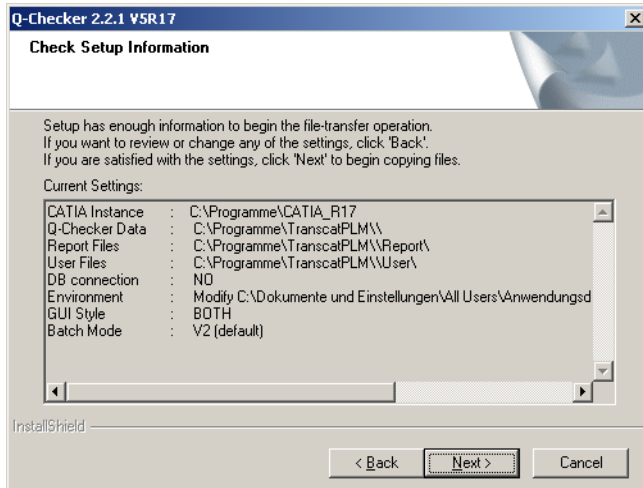 Q-Checker 2.2.1 V5R17
Check Setup Information
Setup has enough information to begin the file-transfer operation.
If you want to review or change any of the settings, click 'Back'.
If you are satisfied with the settings, click 'Next' to begin copying files.
Current Settings:
CATIA Instance : C:\Programme\CATIA_R17
Q-Checker Data : C:\Programme\TranscatPLM\\
Report Files : C:\Programme\TranscatPLM\\Report\
User Files : C:\Programme\TranscatPLM\\User\
DB connection : NO
Environment : Modify C:\Dokumente und Einstellungen\All Users\Anwendungsd
GUI Style : BOTH
Batch Mode : V2 (default)
InstallShield
< Back Next > Cancel